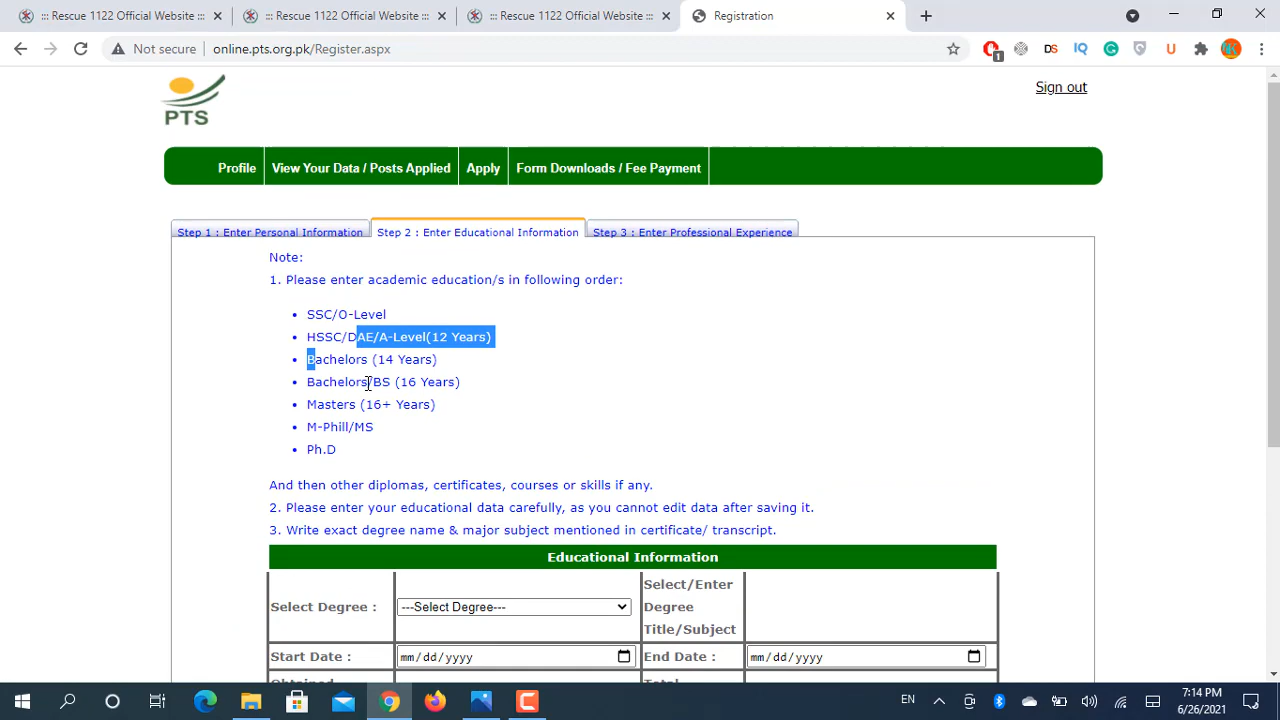 ::: Rescue 1122 Official Website ::: ×
::: Rescue 1122 Official Website ::: ×
::: Rescue 1122 Official Website ::: ×
Registration ×
Not secure online.pts.org.pk/Register.aspx
1
DS
IQ
G
U
PTS
Sign out
Profile
View Your Data / Posts Applied
Apply
Form Downloads / Fee Payment
Step 1 : Enter Personal Information
Step 2 : Enter Educational Information
Step 3 : Enter Professional Experience
Note:
1. Please enter academic education/s in following order:
• SSC/O-Level
• HSSC/DAE/A-Level(12 Years)
• Bachelors (14 Years)
• Bachelors/BS (16 Years)
• Masters (16+ Years)
• M-Phill/MS
• Ph.D
And then other diplomas, certificates, courses or skills if any.
2. Please enter your educational data carefully, as you cannot edit data after saving it.
3. Write exact degree name & major subject mentioned in certificate/ transcript.
Educational Information
Select Degree :
---Select Degree---
Select/Enter
Degree
Title/Subject
Start Date :
mm/dd/yyyy
End Date :
mm/dd/yyyy
Obtained
Total
EN
7:14 PM
6/26/2021